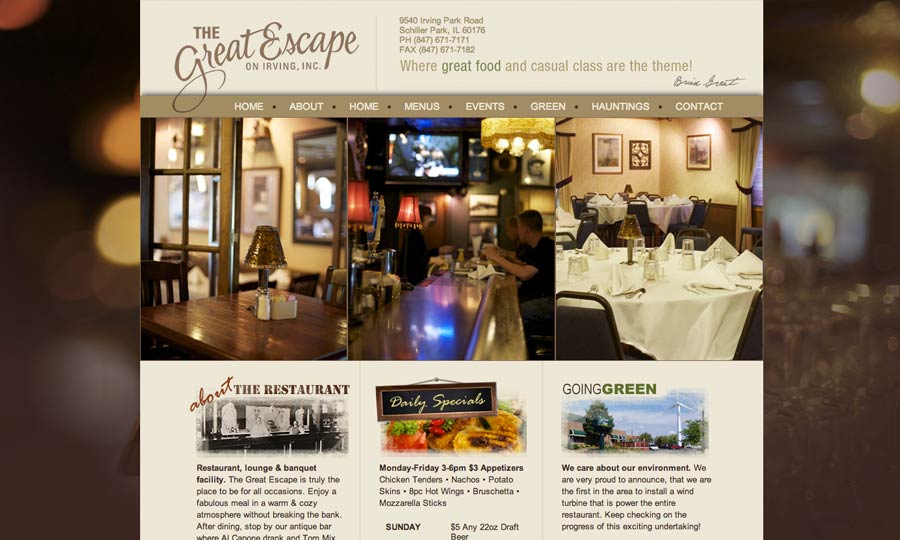 THE
Great Escape
ON IRVING, INC.
9540 Irving Park Road
Schiller Park, IL 60176
PH (847) 671-7171
FAX (847) 671-7182
Where great food and casual class are the theme!
HOME • ABOUT • HOME • MENUS • EVENTS • GREEN • HAUNTINGS • CONTACT
about THE RESTAURANT
Restaurant, lounge & banquet
facility. The Great Escape is truly the
place to be for all occasions. Enjoy a
fabulous meal in a warm & cozy
atmosphere without breaking the bank.
After dining, stop by our antique bar
where Al Capone drank and Tom Mix
Daily Specials
Monday-Friday 3-6pm $3 Appetizers
Chicken Tenders • Nachos • Potato
Skins • 8pc Hot Wings • Bruschetta •
Mozzarella Sticks
SUNDAY $5 Any 22oz Draft
Beer
GOINGGREEN
We care about our environment. We
are very proud to announce, that we are
the first in the area to install a wind
turbine that is power the entire
restaurant. Keep checking on the
progress of this exciting undertaking!